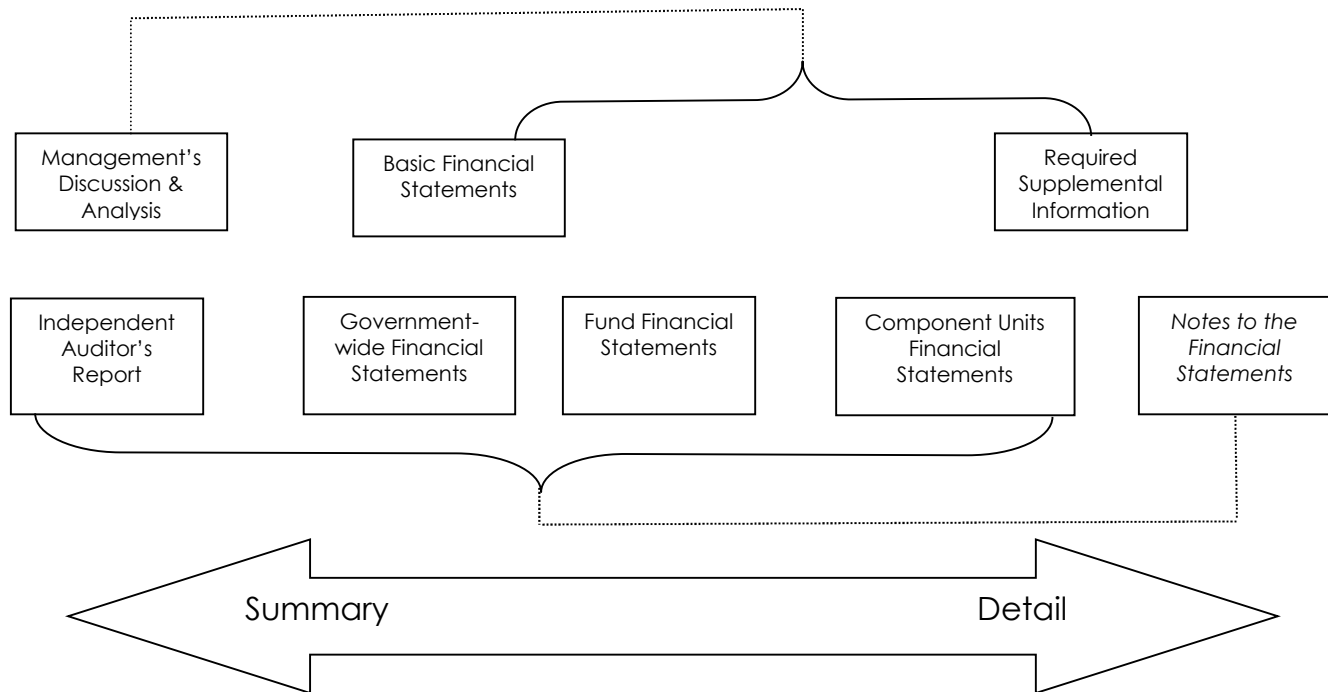 Management’s
Discussion &
Analysis
Basic Financial
Statements
Required
Supplemental
Information
Independent
Auditor’s
Report
Government-
wide Financial
Statements
Fund Financial
Statements
Component Units
Financial
Statements
Notes to the
Financial
Statements
Summary
Detail